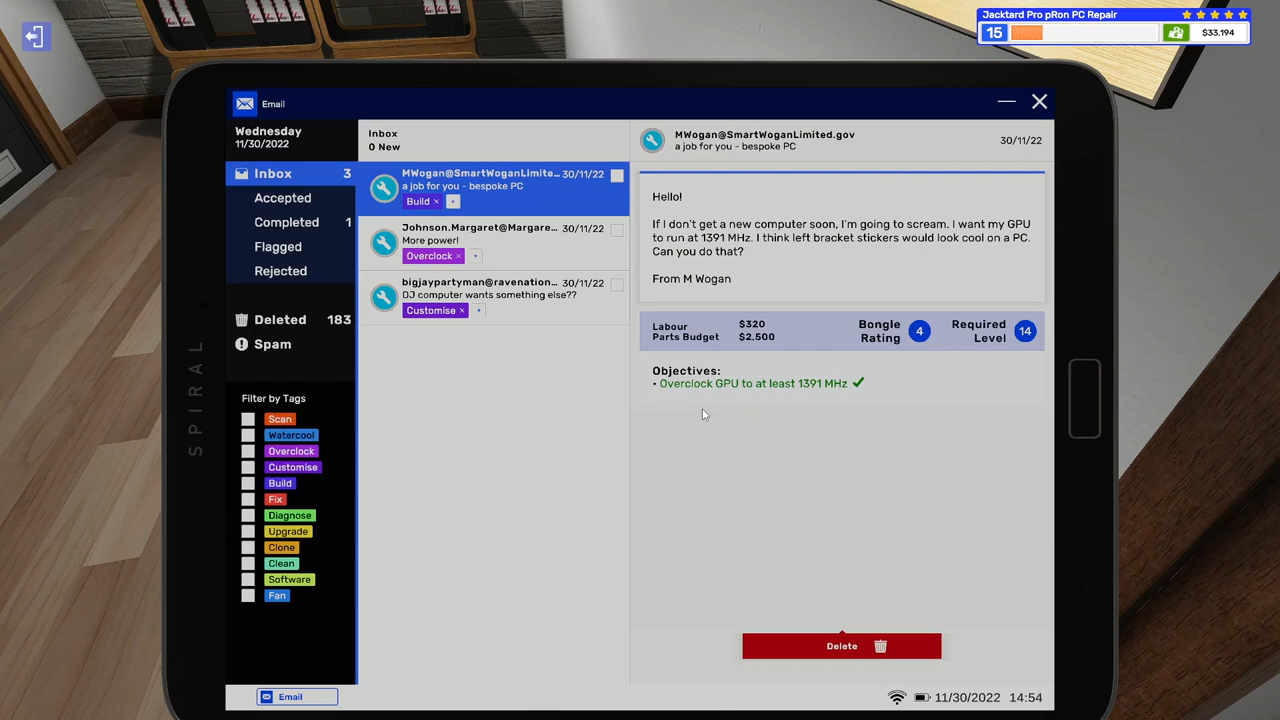 Jacktard Pro pRon PC Repair
15
$33,194
Email
Wednesday
11/30/2022
Inbox 3
Accepted
Completed 1
Flagged
Rejected
Deleted 183
Spam
Filter by Tags
Scan
Watercool
Overclock
Customise
Build
Fix
Diagnose
Upgrade
Clone
Clean
Software
Fan
Inbox
0 New
MWogan@SmartWoganLimite... 30/11/22
a job for you - bespoke PC
Build × +
Johnson.Margaret@Margare... 30/11/22
More power!
Overclock × +
bigjaypartyman@ravenation... 30/11/22
DJ computer wants something else??
Customise × +
MWogan@SmartWoganLimited.gov 30/11/22
a job for you - bespoke PC
Hello!
If I don't get a new computer soon, I'm going to scream. I want my GPU
to run at 1391 MHz. I think left bracket stickers would look cool on a PC.
Can you do that?
From M Wogan
Labour $320
Parts Budget $2,500
Bongle
Rating 4
Required
Level 14
Objectives:
• Overclock GPU to at least 1391 MHz
Delete
SPIRAL
Email
11/30/2022 14:54